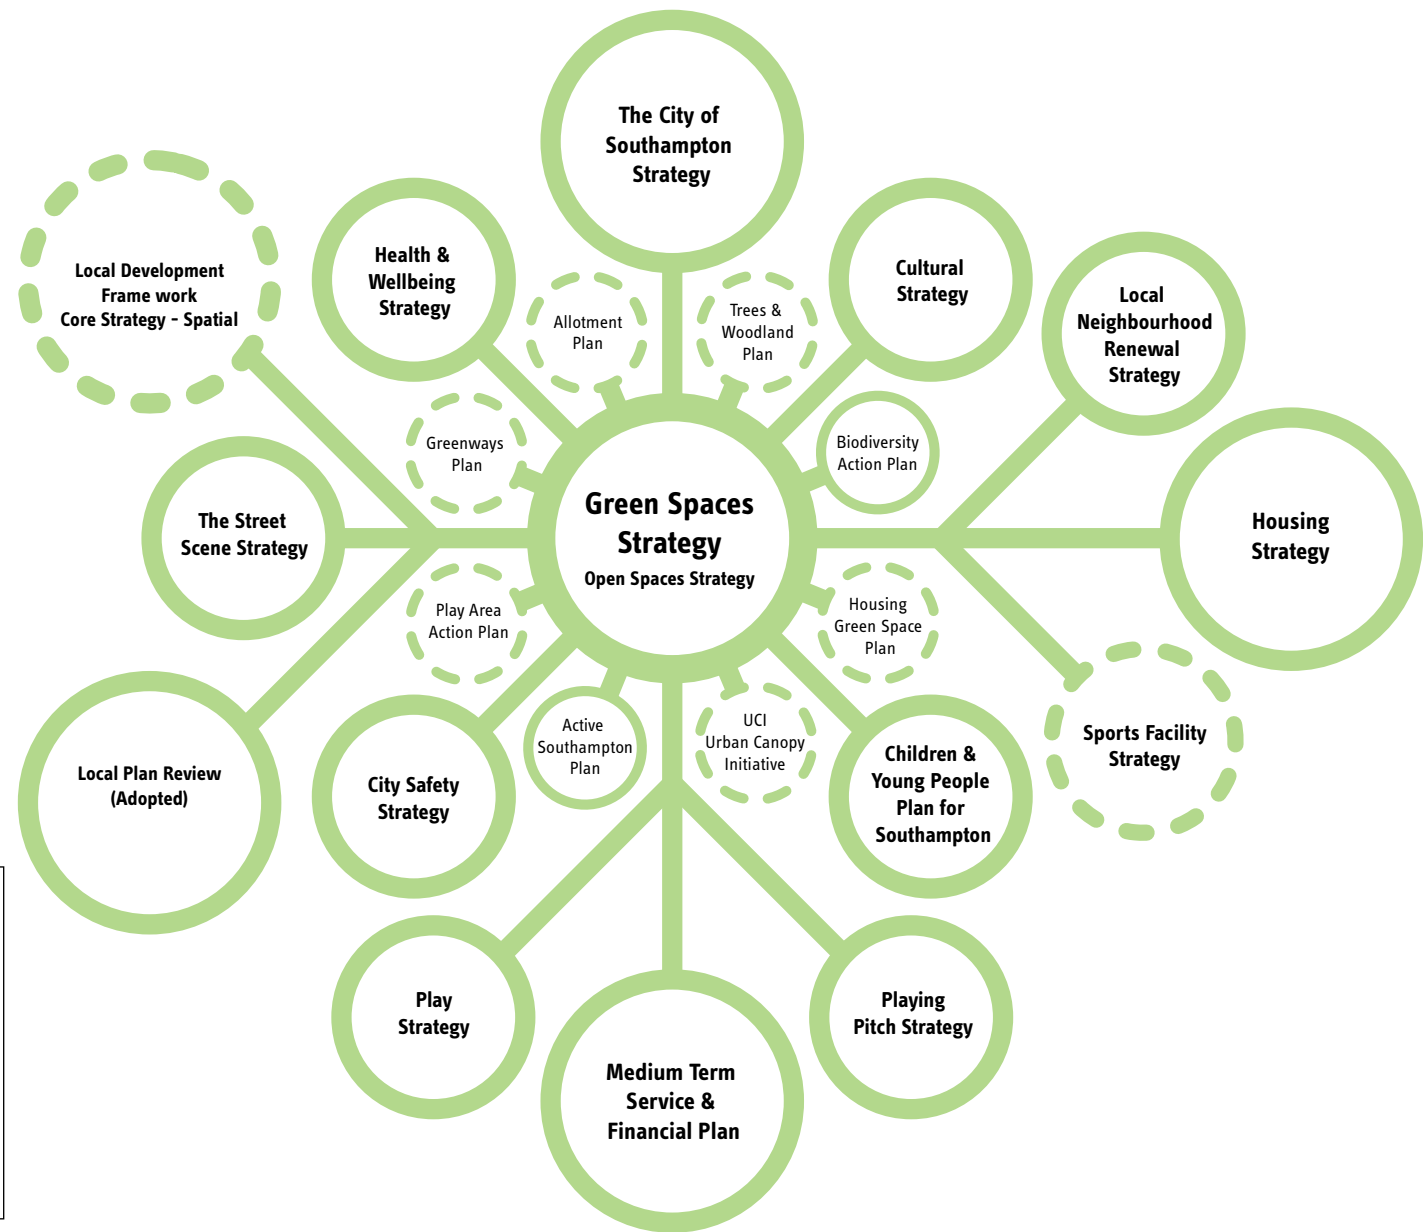 The City of
Southampton
Strategy
Local Development
Frame work
Core Strategy - Spatial
Health &
Wellbeing
Strategy
Allotment
Plan
Trees &
Woodland
Plan
Cultural
Strategy
Local
Neighbourhood
Renewal
Strategy
Greenways
Plan
Biodiversity
Action Plan
The Street
Scene Strategy
Green Spaces
Strategy
Open Spaces Strategy
Housing
Strategy
Play Area
Action Plan
Housing
Green Space
Plan
Local Plan Review
(Adopted)
City Safety
Strategy
Active
Southampton
Plan
UCI
Urban Canopy
Initiative
Children &
Young People
Plan for
Southampton
Sports Facility
Strategy
Play
Strategy
Medium Term
Service &
Financial Plan
Playing
Pitch Strategy